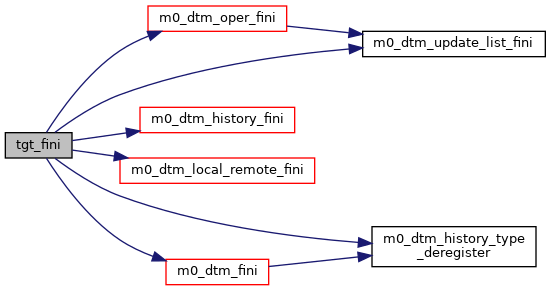 m0_dtm_oper_fini
m0_dtm_update_list_fini
m0_dtm_history_fini
tgt_fini
m0_dtm_local_remote_fini
m0_dtm_history_type
_deregister
m0_dtm_fini